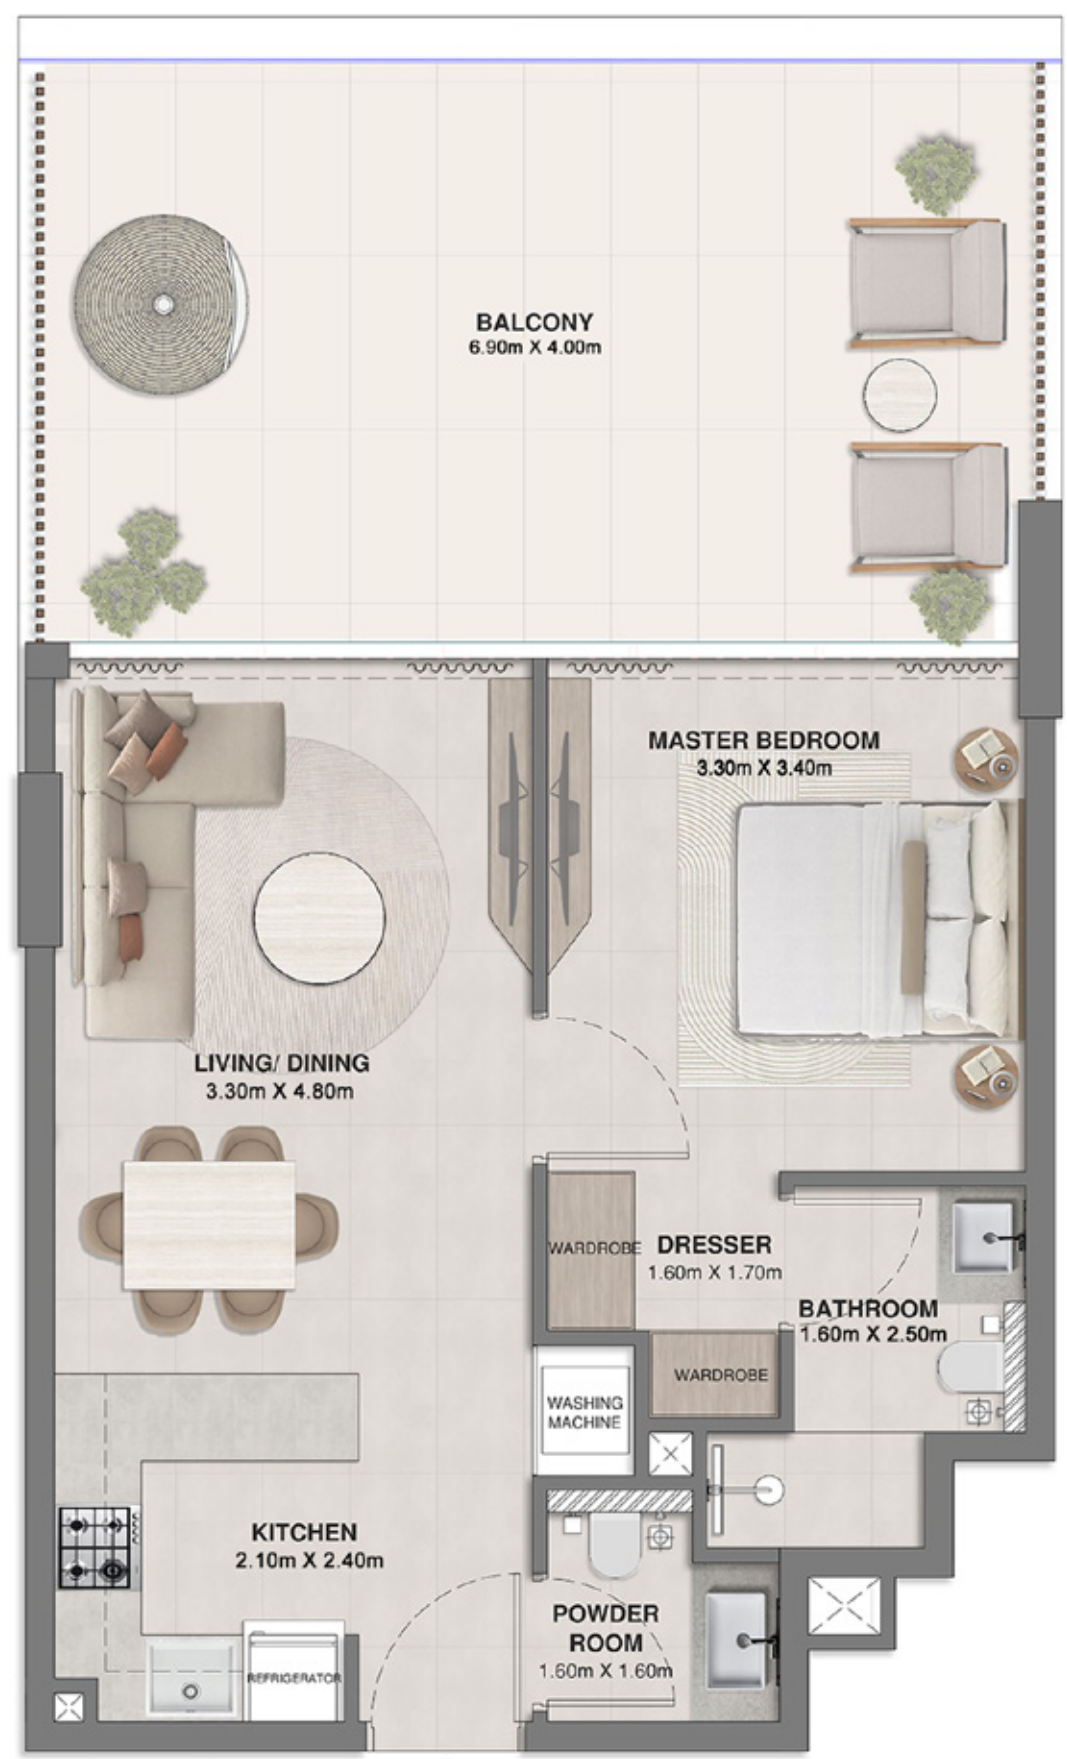 BALCONY
6.90m X 4.00m
MASTER BEDROOM
3.30m X 3.40m
LIVING/ DINING
3.30m X 4.80m
WARDROBE
DRESSER
1.60m X 1.70m
BATHROOM
1.60m X 2.50m
WARDROBE
WASHING
MACHINE
KITCHEN
2.10m X 2.40m
POWDER
ROOM
1.60m X 1.60m
REFRIGERATOR